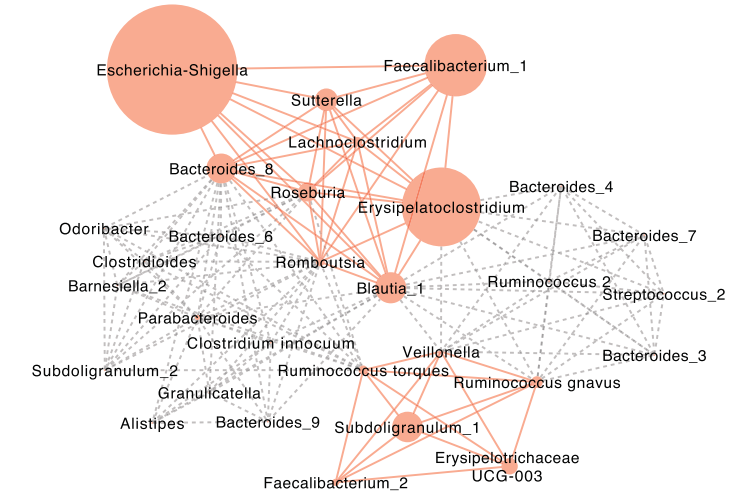 Faecalibacterium_1
Escherichia-Shigella
Sutterella
Lachnoclostridium
Bacteroides_8
Bacteroides_4
Roseburia
Erysipelatoclostridium
Odoribacter
Bacteroides_6
Bacteroides_7
Clostridioides
Romboutsia
Barnesiella_2
Blautia_1
Ruminococcus 2
Streptococcus_2
Parabacteroides
Clostridium innocuum
Veillonella
Bacteroides_3
Subdoligranulum_2
Ruminococcus torques
Ruminococcus gnavus
Granulicatella
Alistipes
Bacteroides_9
Subdoligranulum_1
Erysipelotrichaceae
UCG-003
Faecalibacterium_2